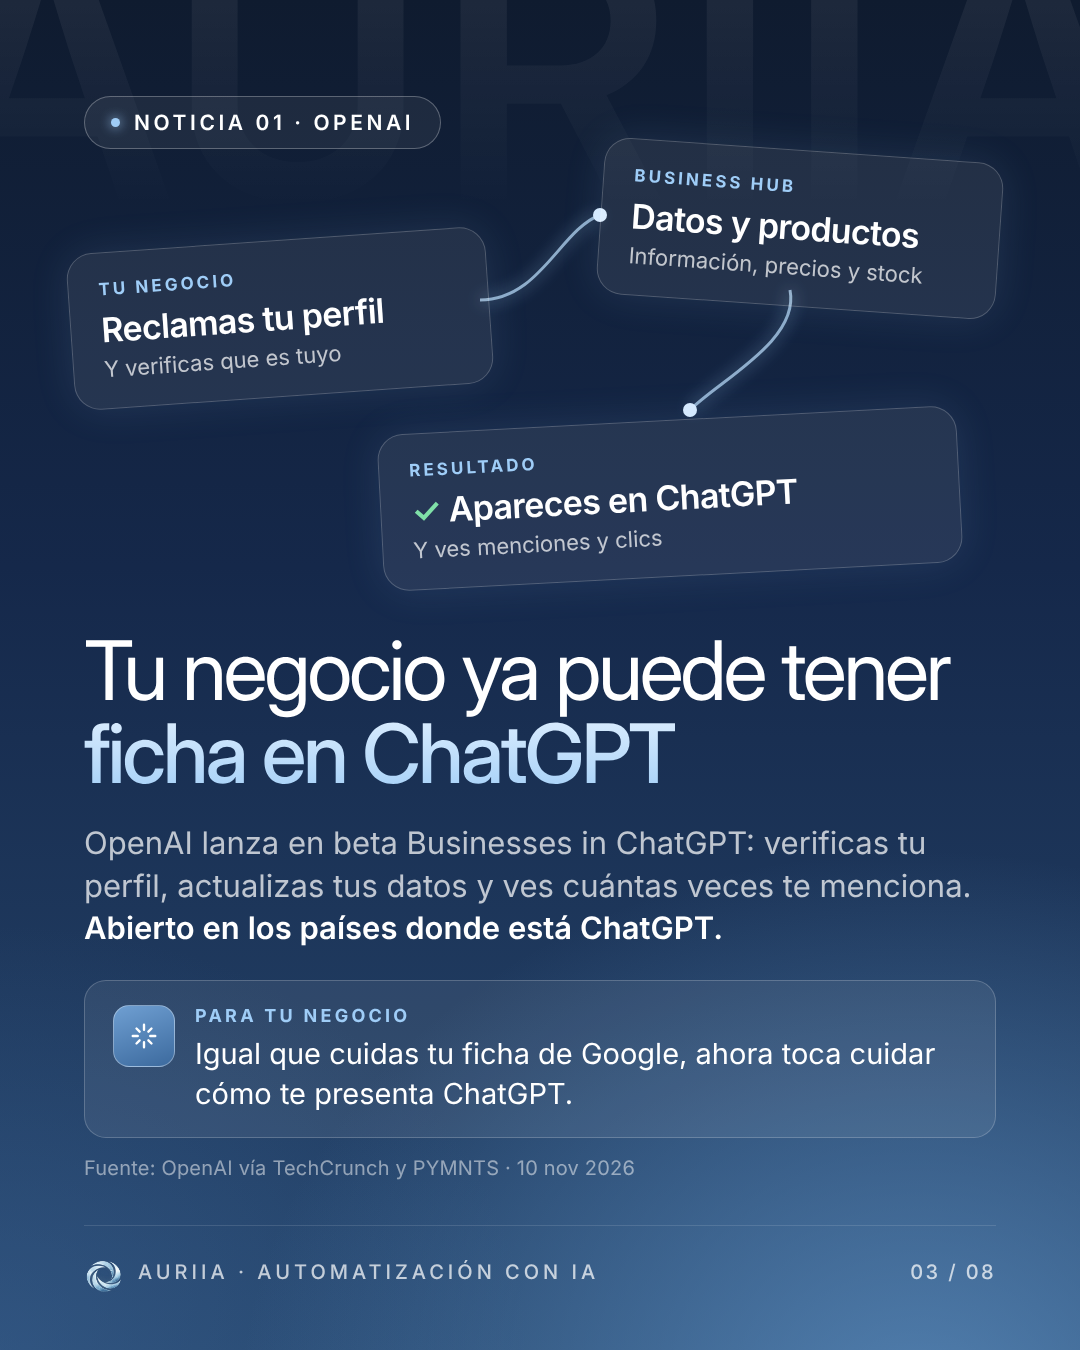 AURIIA
NOTICIA 01 · OPENAI
BUSINESS HUB
Datos y productos
Información, precios y stock
TU NEGOCIO
Reclamas tu perfil
Y verificas que es tuyo
RESULTADO
✓ Apareces en ChatGPT
Y ves menciones y clics
Tu negocio ya puede tener
ficha en ChatGPT
OpenAI lanza en beta Businesses in ChatGPT: verificas tu
perfil, actualizas tus datos y ves cuántas veces te menciona.
Abierto en los países donde está ChatGPT.
PARA TU NEGOCIO
Igual que cuidas tu ficha de Google, ahora toca cuidar
cómo te presenta ChatGPT.
Fuente: OpenAI vía TechCrunch y PYMNTS · 10 nov 2026
AURIIA · AUTOMATIZACIÓN CON IA
03 / 08